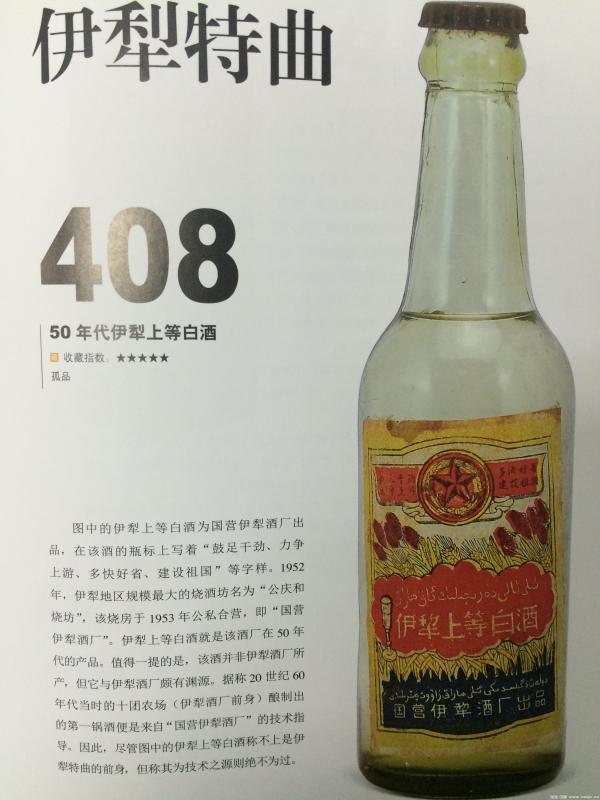 伊犁特曲
408
50年代伊犁上等白酒
收藏指数：★★★★★
孤品
图中的伊犁上等白酒为国营伊犁酒厂出
品，在该酒的瓶标上写着“鼓足干劲、力争
上游、多快好省、建设祖国”等字样。1952
年，伊犁地区规模最大的烧酒坊名为“公庆和
烧坊”，该烧房于1953年公私合营，即“国营
伊犁酒厂”。伊犁上等白酒就是该酒厂在50年
代的产品。值得一提的是，该酒并非伊犁酒厂所
产，但它与伊犁酒厂颇有渊源。据称20世纪60
年代当时的十团农场（伊犁酒厂前身）酿制出
的第一锅酒便是来自“国营伊犁酒厂”的技术指
导。因此，尽管图中的伊犁上等白酒称不上是伊
犁特曲的前身，但称其为技术之源则绝不为过。
多快好省
建设祖国
伊犁上等白酒
国营伊犁酒厂出品